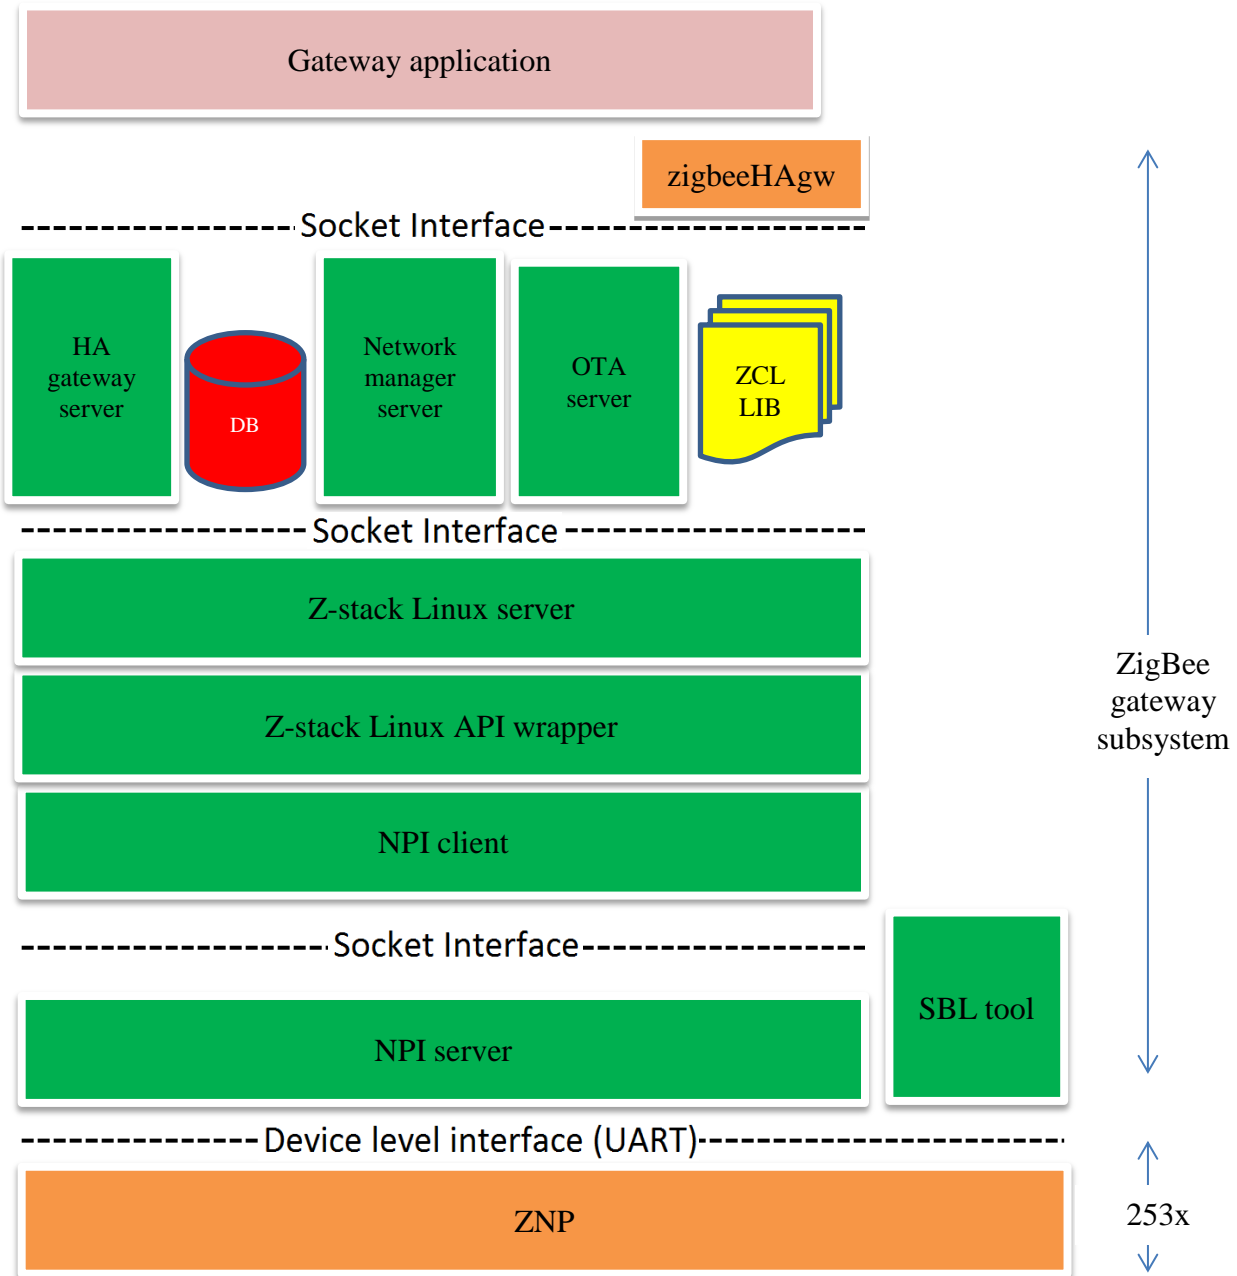 Gateway application
zigbeeHAgw
Socket Interface
HA
gateway
server
DB
Network
manager
server
OTA
server
ZCL
LIB
Socket Interface
Z-stack Linux server
Z-stack Linux API wrapper
ZigBee
gateway
subsystem
NPI client
Socket Interface
SBL tool
NPI server
Device level interface (UART)
ZNP
253x